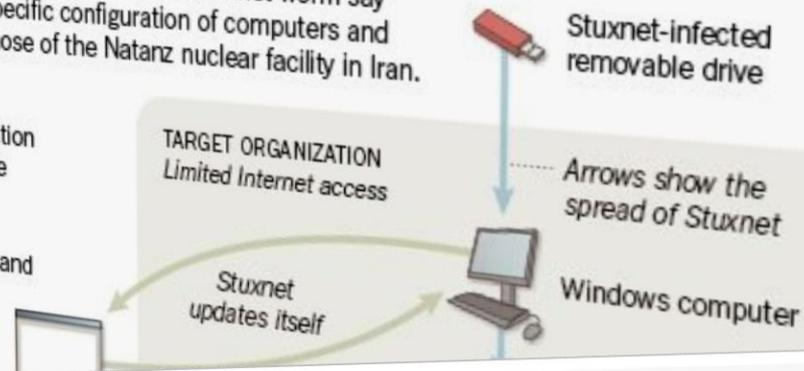 pecific configuration of computers and
ose of the Natanz nuclear facility in Iran.
Stuxnet-infected
removable drive
tion
e
TARGET ORGANIZATION
Limited Internet access
Arrows show the
spread of Stuxnet
and
Stuxnet
updates itself
Windows computer